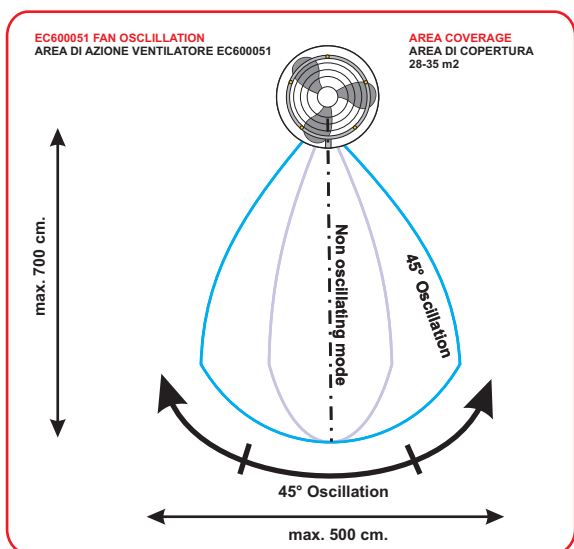 EC600051 FAN OSCLILLATION
AREA DI AZIONE VENTILATORE EC600051
AREA COVERAGE
AREA DI COPERTURA
28-35 m2
max. 700 cm.
Non oscillating mode
45° Oscillation
45° Oscillation
max. 500 cm.